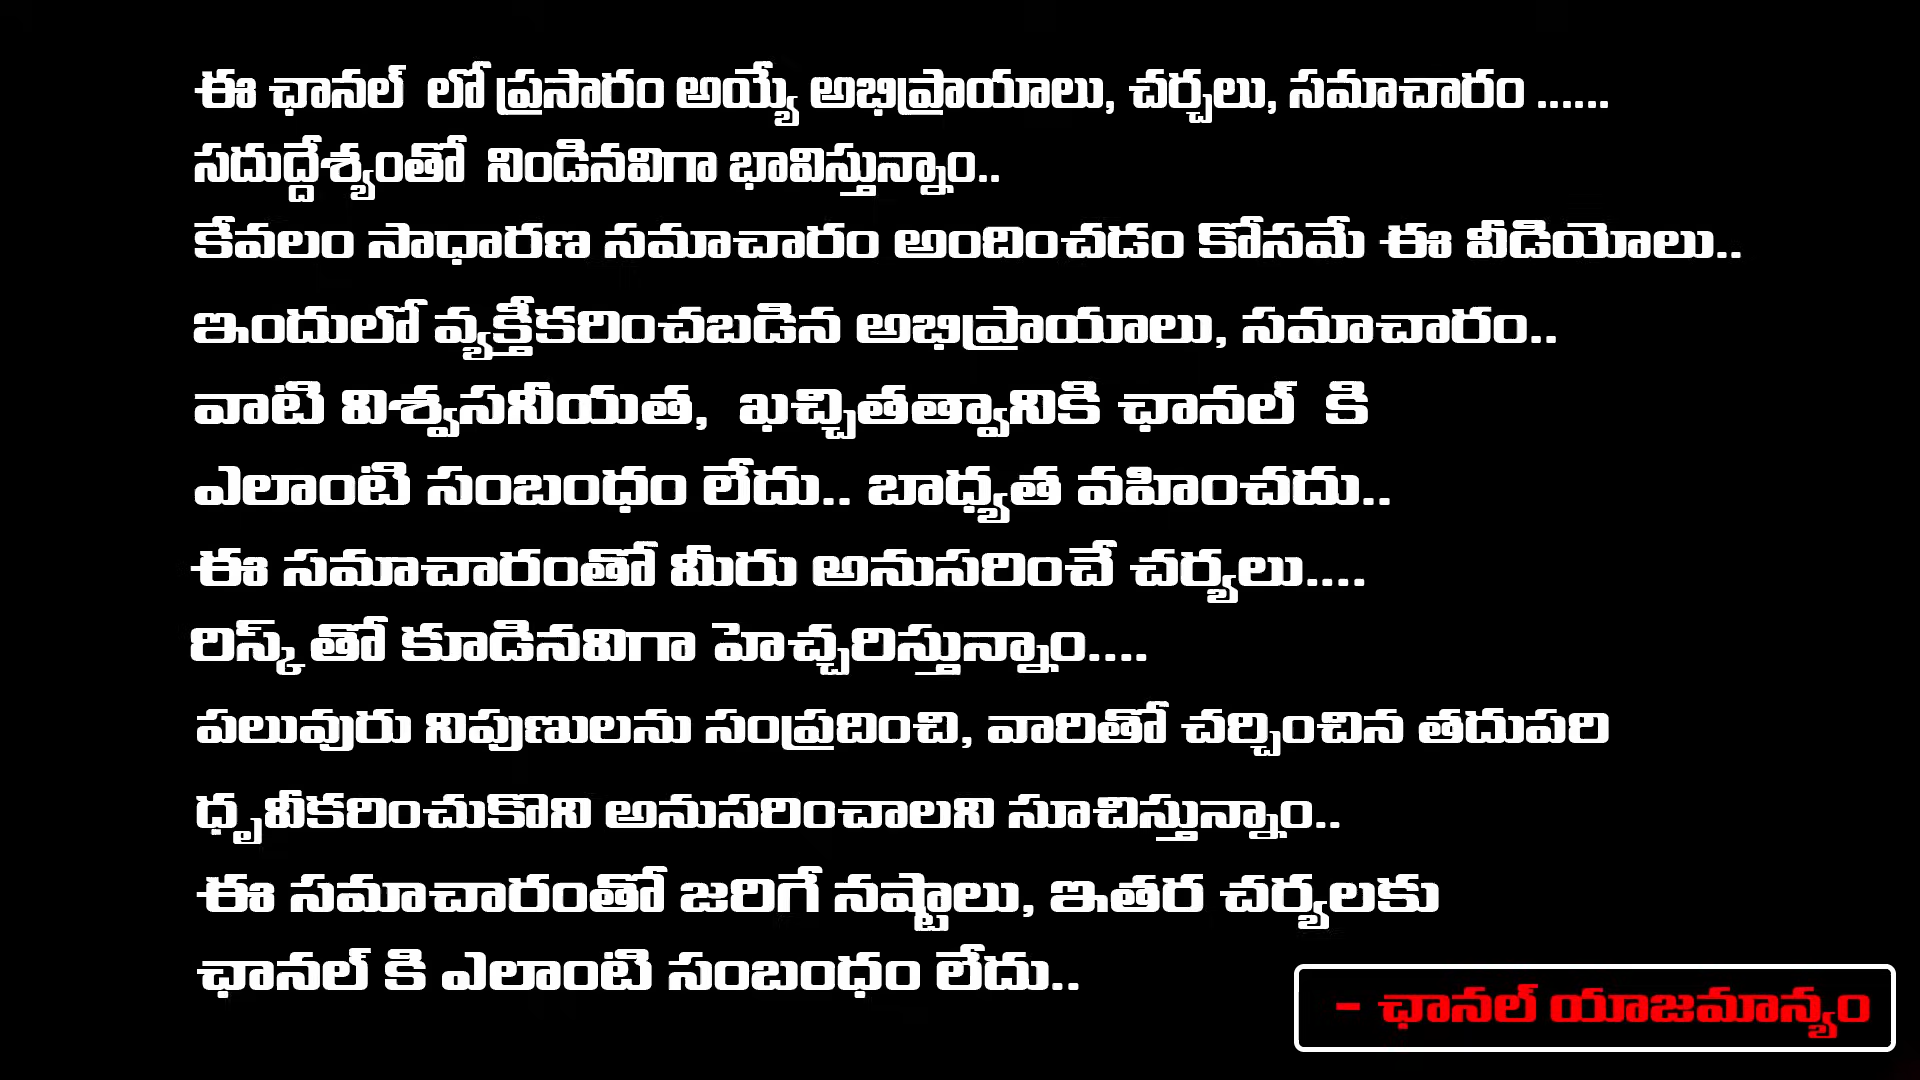 ఈ ఛానల్ లో ప్రసారం అయ్యే అభిప్రాయాలు, చర్చలు, సమాచారం ......
సదుద్దేశ్యంతో నిండినవిగా భావిస్తున్నాం..
కేవలం సాధారణ సమాచారం అందించడం కోసమే ఈ వీడియోలు..
ఇందులో వ్యక్తీకరించబడిన అభిప్రాయాలు, సమాచారం..
వాటి విశ్వసనీయత, ఖచ్చితత్వానికి ఛానల్ కి
ఎలాంటి సంబంధం లేదు.. బాధ్యత వహించదు..
ఈ సమాచారంతో మీరు అనుసరించే చర్యలు....
రిస్క్ తో కూడినవిగా హెచ్చరిస్తున్నాం....
పలువురు నిపుణులను సంప్రదించి, వారితో చర్చించిన తదుపరి
ధృవీకరించుకొని అనుసరించాలని సూచిస్తున్నాం..
ఈ సమాచారంతో జరిగే నష్టాలు, ఇతర చర్యలకు
ఛానల్ కి ఎలాంటి సంబంధం లేదు..
- ఛానల్ యాజమాన్యం